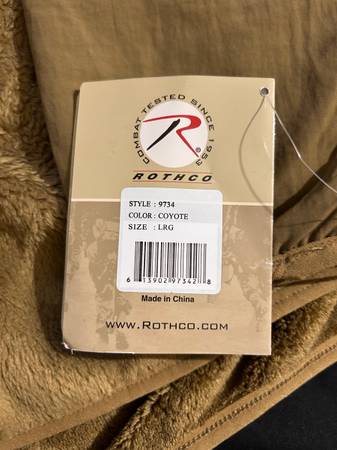 COMBAT TESTED SINCE 1953
R®
ROTHCO
STYLE : 9734
COLOR : COYOTE
SIZE : LRG
6 13902 97342 8
Made in China
WWW.ROTHCO.COM